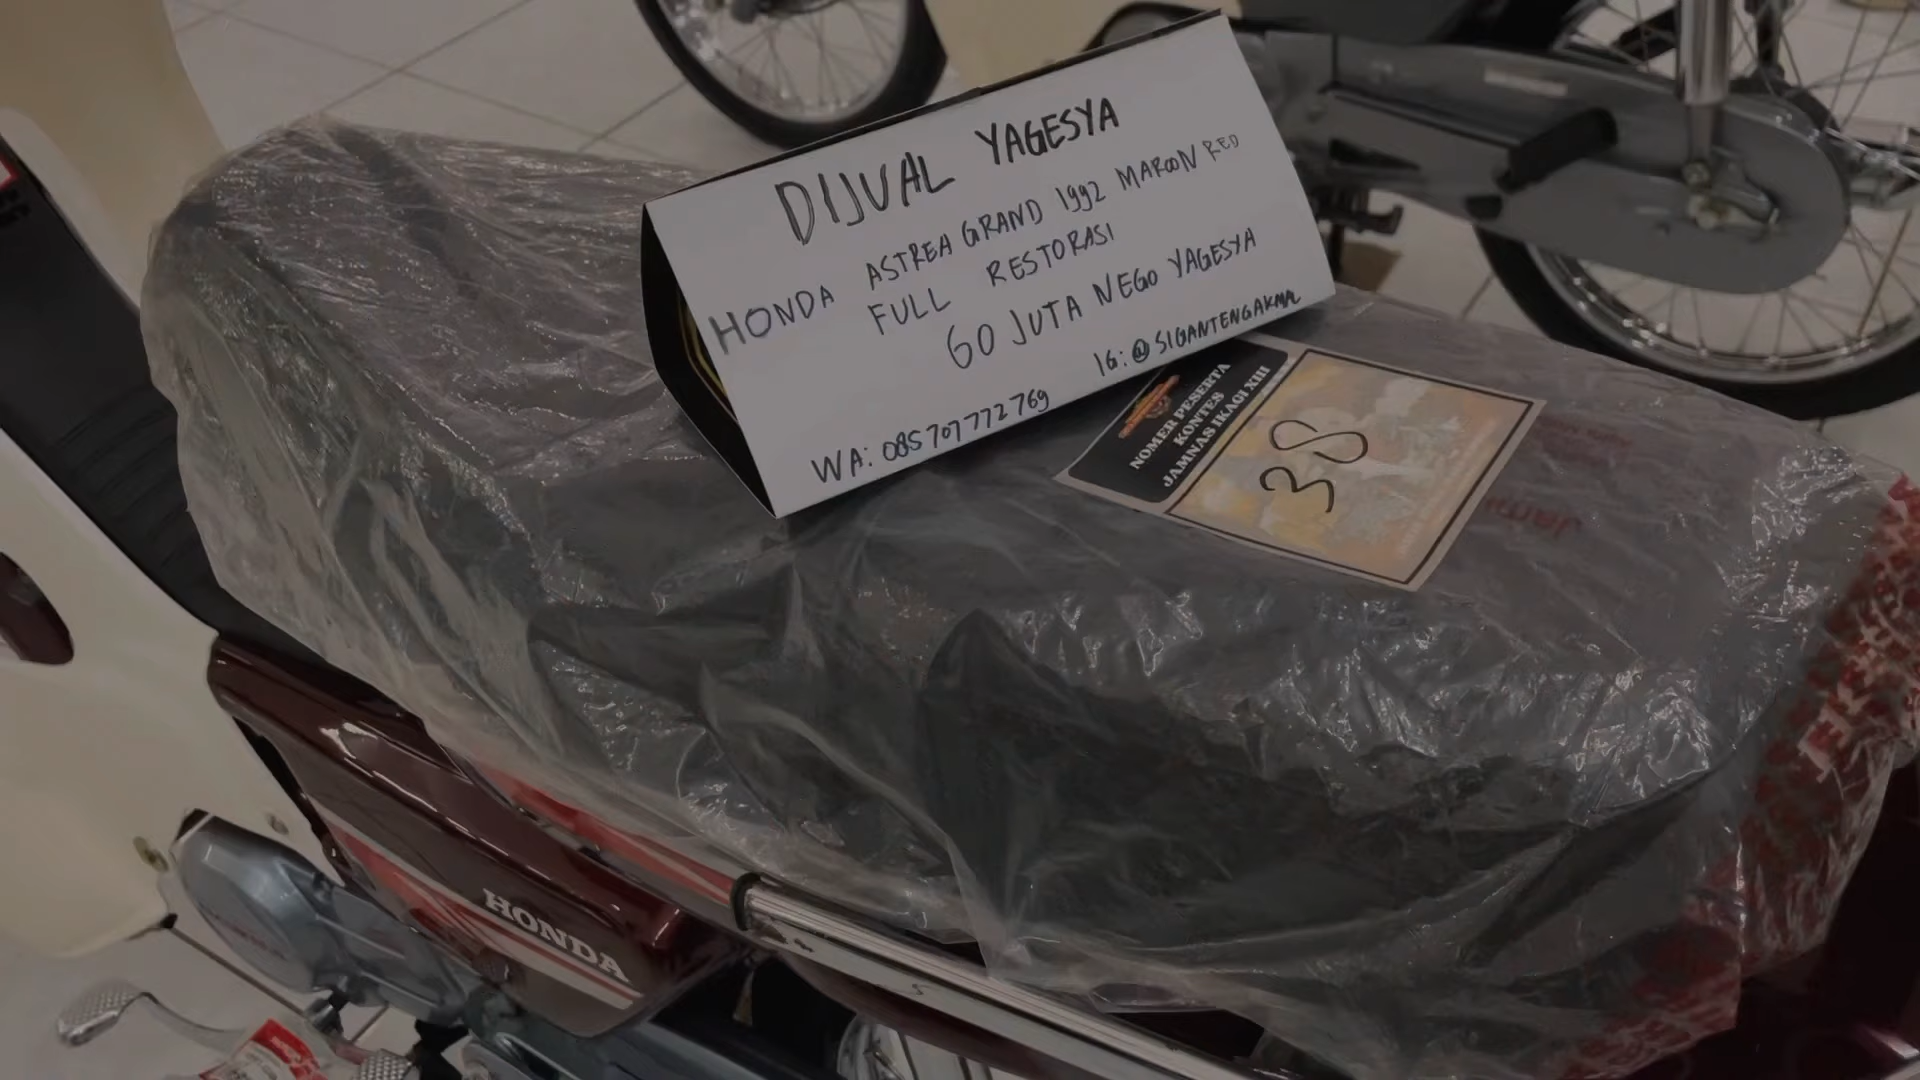 DIJUAL YAGESYA
HONDA ASTREA GRAND 1992 MAROON RED
FULL RESTORASI
60 JUTA NEGO YAGESYA
WA: 085707772769
IG: @SIGANTENGAKMAL
NOMER PESERTA
KONTES
JAMNAS IKAGI XIII
38
HONDA